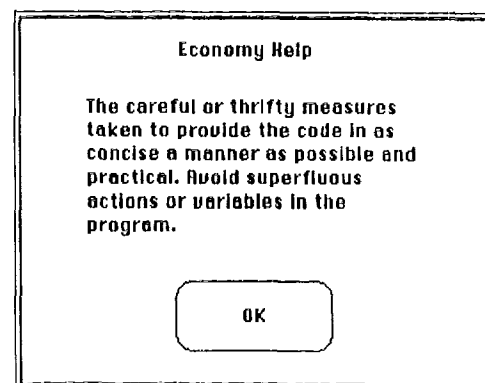 Economy Help
The careful or thrifty measures
taken to provide the code in as
concise a manner as possible and
practical. Avoid superfluous
actions or variables in the
program.
OK